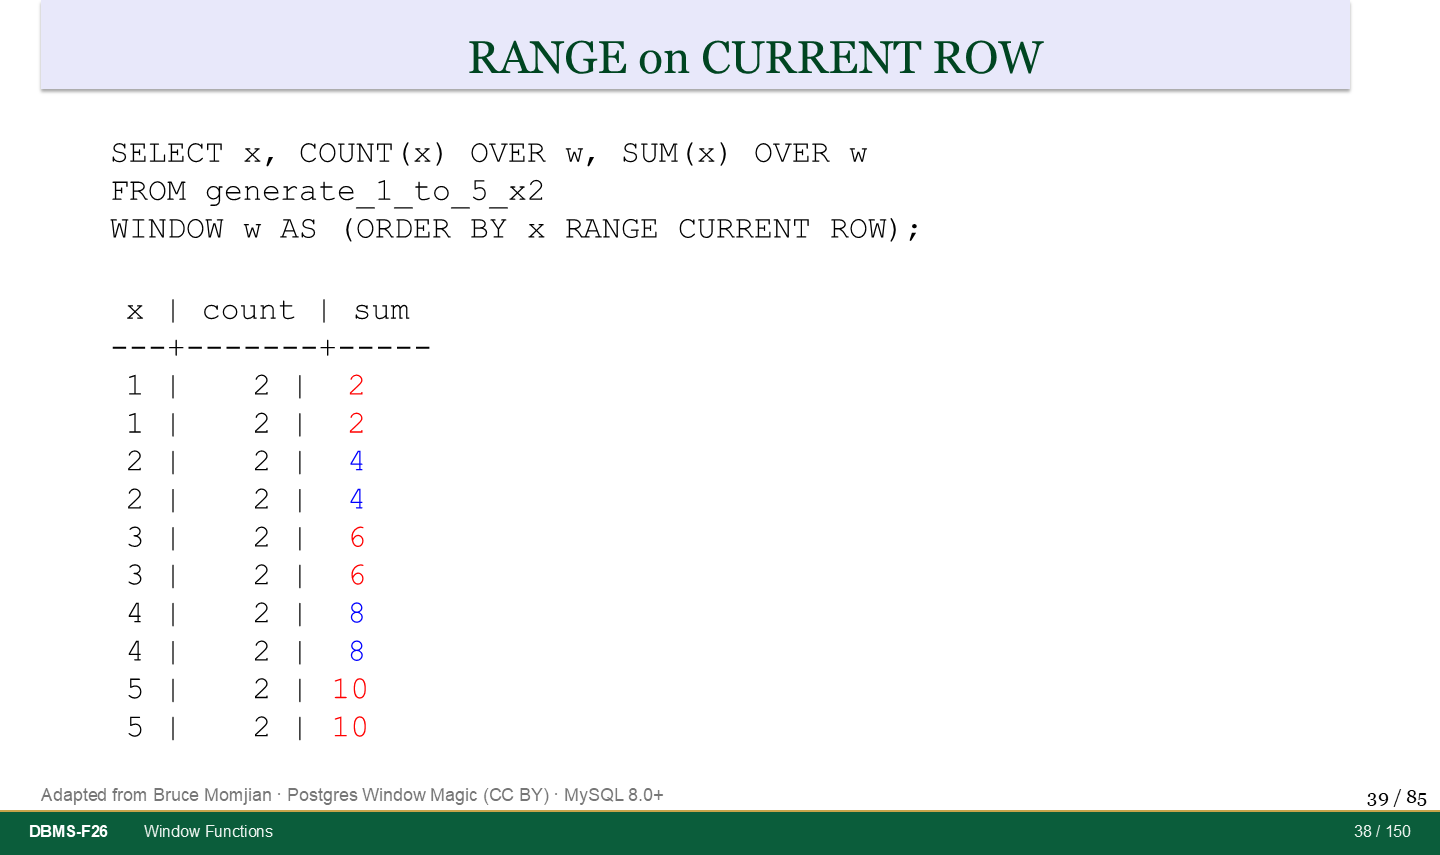 RANGE on CURRENT ROW
SELECT x, COUNT(x) OVER w, SUM(x) OVER w
FROM generate_1_to_5_x2
WINDOW w AS (ORDER BY x RANGE CURRENT ROW);
x | count | sum
---+-------+-----
1 | 2 | 2
1 | 2 | 2
2 | 2 | 4
2 | 2 | 4
3 | 2 | 6
3 | 2 | 6
4 | 2 | 8
4 | 2 | 8
5 | 2 | 10
5 | 2 | 10
Adapted from Bruce Momjian · Postgres Window Magic (CC BY) · MySQL 8.0+
39 / 85
DBMS-F26 Window Functions 38 / 150